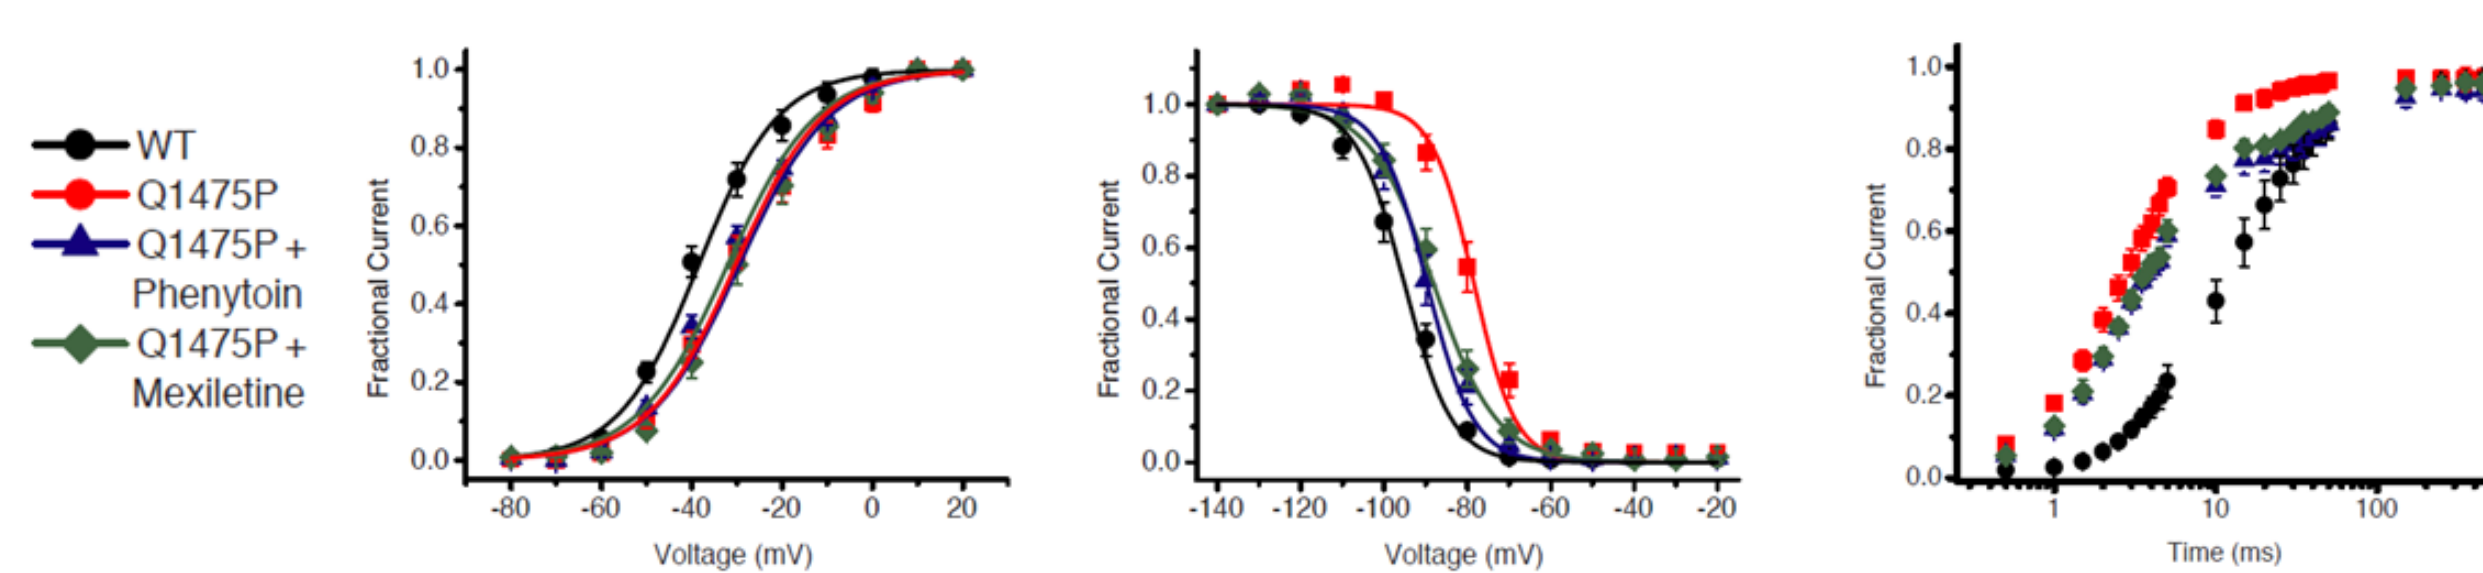 WT
Q1475P
Q1475P +
Phenytoin
Q1475P +
Mexiletine
Fractional Current
1.0
0.8
0.6
0.4
0.2
0.0
-80 -60 -40 -20 0 20
Voltage (mV)
Fractional Current
1.0
0.8
0.6
0.4
0.2
0.0
-140 -120 -100 -80 -60 -40 -20
Voltage (mV)
Fractional Current
1.0
0.8
0.6
0.4
0.2
0.0
1 10 100
Time (ms)